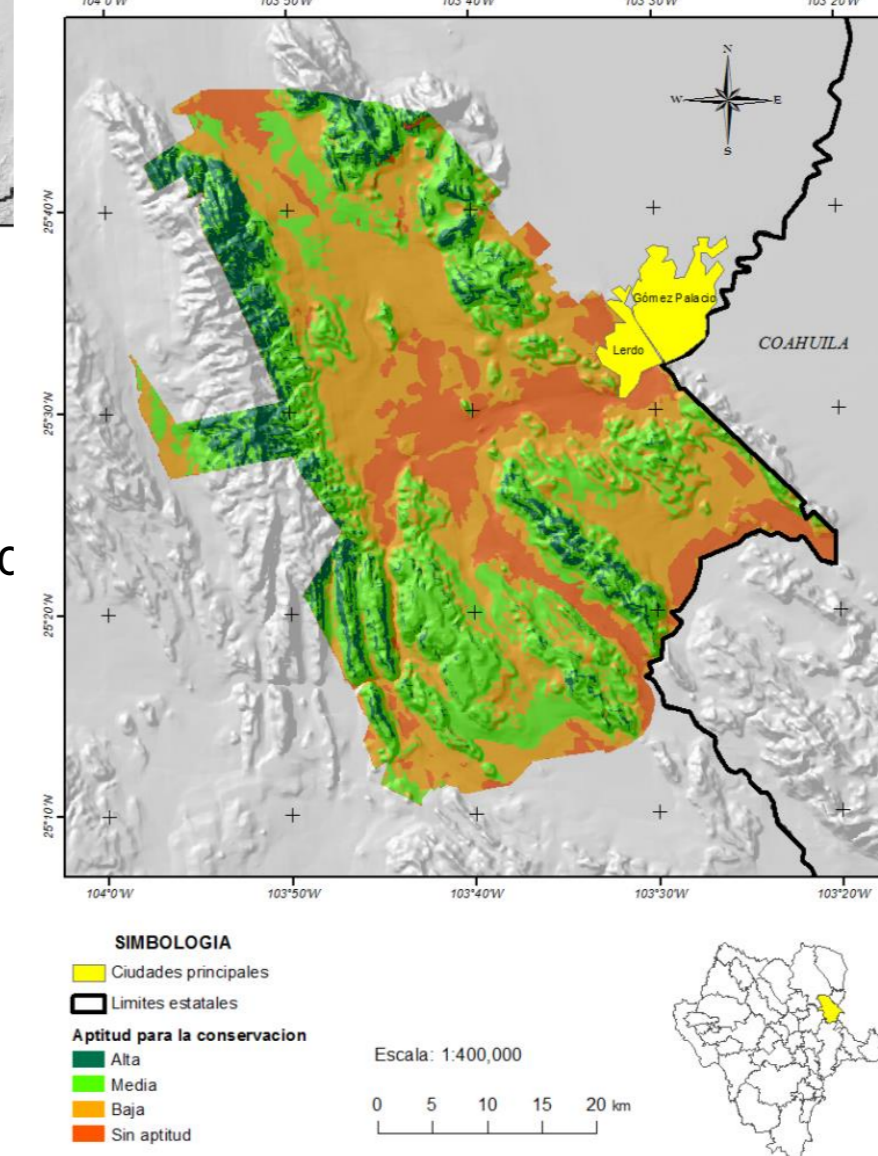 104°0'W 103°50'W 103°40'W 103°30'W 103°20'W
N
W E
S
25°40'N
Gómez Palacio
Lerdo
COAHUILA
25°30'N
25°20'N
25°10'N
104°0'W 103°50'W 103°40'W 103°30'W 103°20'W
SIMBOLOGIA
Ciudades principales
Limites estatales
Aptitud para la conservacion
Alta
Media
Baja
Sin aptitud
Escala: 1:400,000
0 5 10 15 20 km